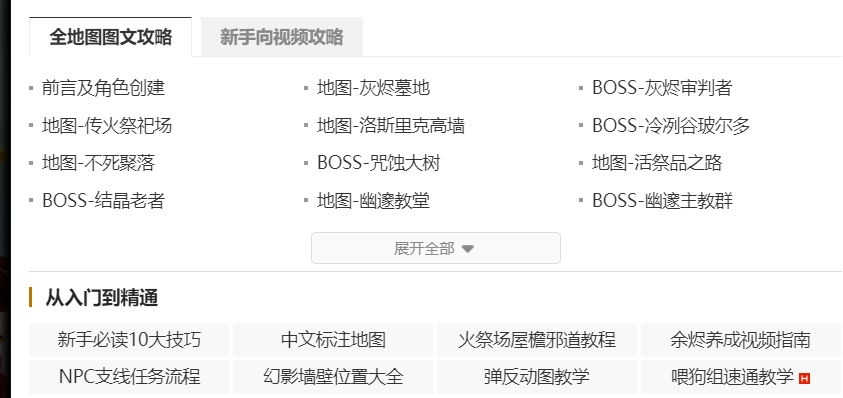 全地图图文攻略 新手向视频攻略
前言及角色创建 地图-灰烬墓地 BOSS-灰烬审判者
地图-传火祭祀场 地图-洛斯里克高墙 BOSS-冷冽谷玻尔多
地图-不死聚落 BOSS-咒蚀大树 地图-活祭品之路
BOSS-结晶老者 地图-幽邃教堂 BOSS-幽邃主教群
展开全部
从入门到精通
新手必读10大技巧 中文标注地图 火祭场屋檐邪道教程 余烬养成视频指南
NPC支线任务流程 幻影墙壁位置大全 弹反动图教学 喂狗组速通教学 H